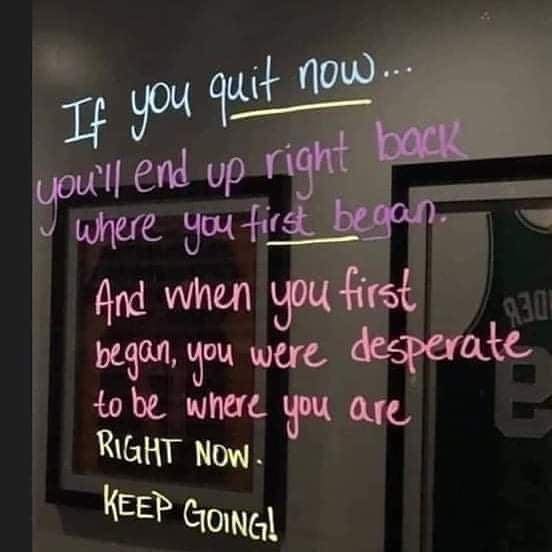 If you quit now...
you'll end up right back
where you first began.
And when you first
began, you were desperate
to be where you are
RIGHT NOW.
KEEP GOING!